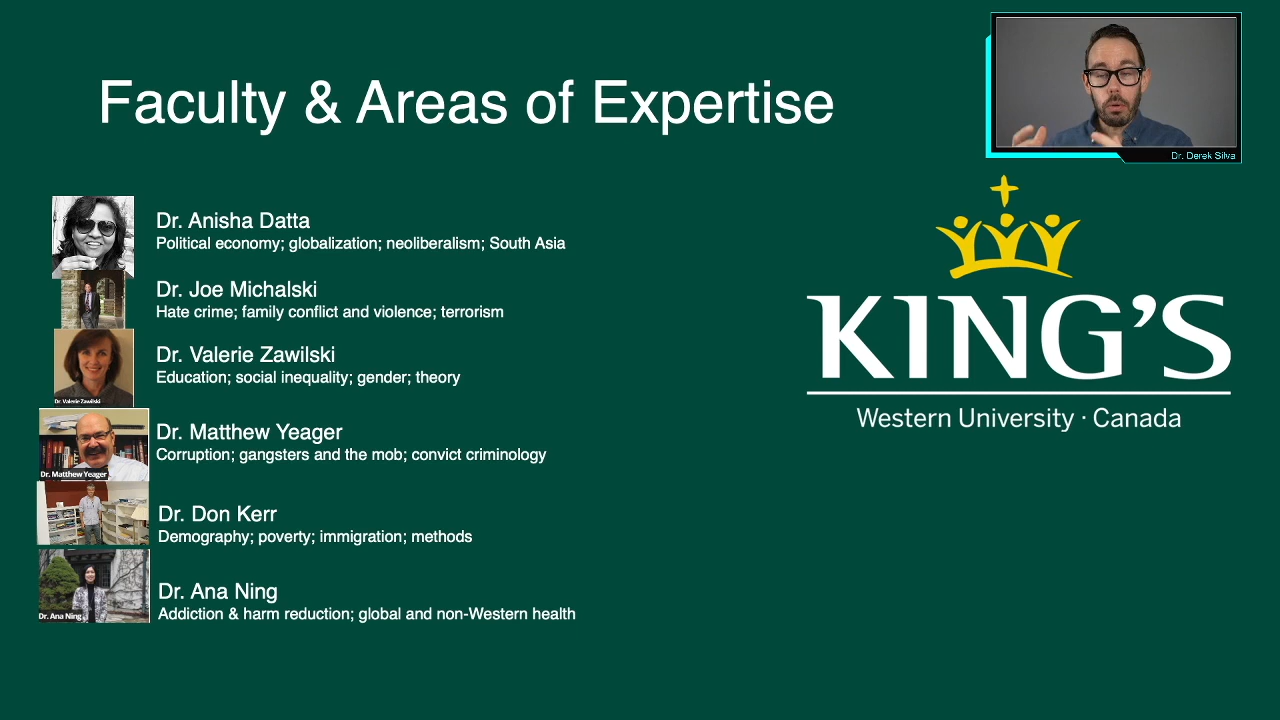 Faculty & Areas of Expertise
Dr. Derek Silva
Dr. Anisha Datta
Political economy; globalization; neoliberalism; South Asia
Dr. Joe Michalski
Hate crime; family conflict and violence; terrorism
Dr. Valerie Zawilski
Education; social inequality; gender; theory
Dr. Valerie Zawilski
Dr. Matthew Yeager
Corruption; gangsters and the mob; convict criminology
Dr. Matthew Yeager
Dr. Don Kerr
Demography; poverty; immigration; methods
Dr. Ana Ning
Addiction & harm reduction; global and non-Western health
Dr. Ana Ning
KING'S
Western University · Canada